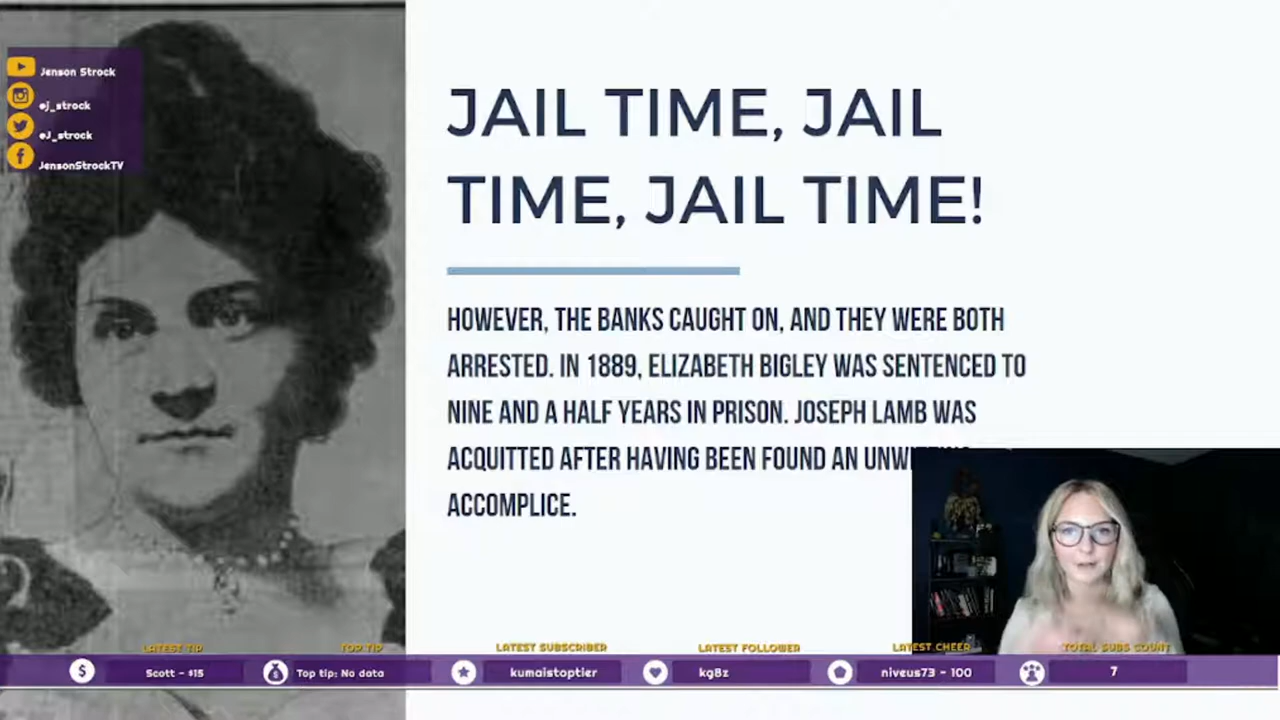 Jenson Strock
@j_strock
@J_strock
JensonStrockTV
JAIL TIME, JAIL
TIME, JAIL TIME!
HOWEVER, THE BANKS CAUGHT ON, AND THEY WERE BOTH
ARRESTED. IN 1889, ELIZABETH BIGLEY WAS SENTENCED TO
NINE AND A HALF YEARS IN PRISON. JOSEPH LAMB WAS
ACQUITTED AFTER HAVING BEEN FOUND AN
ACCOMPLICE.
LATEST TIP
Scott - $15
TOP TIP
Top tip: No data
LATEST SUBSCRIBER
kumaistoptier
LATEST FOLLOWER
kg8z
LATEST CHEER
niveus73 - 100
TOTAL SUBS COUNT
7